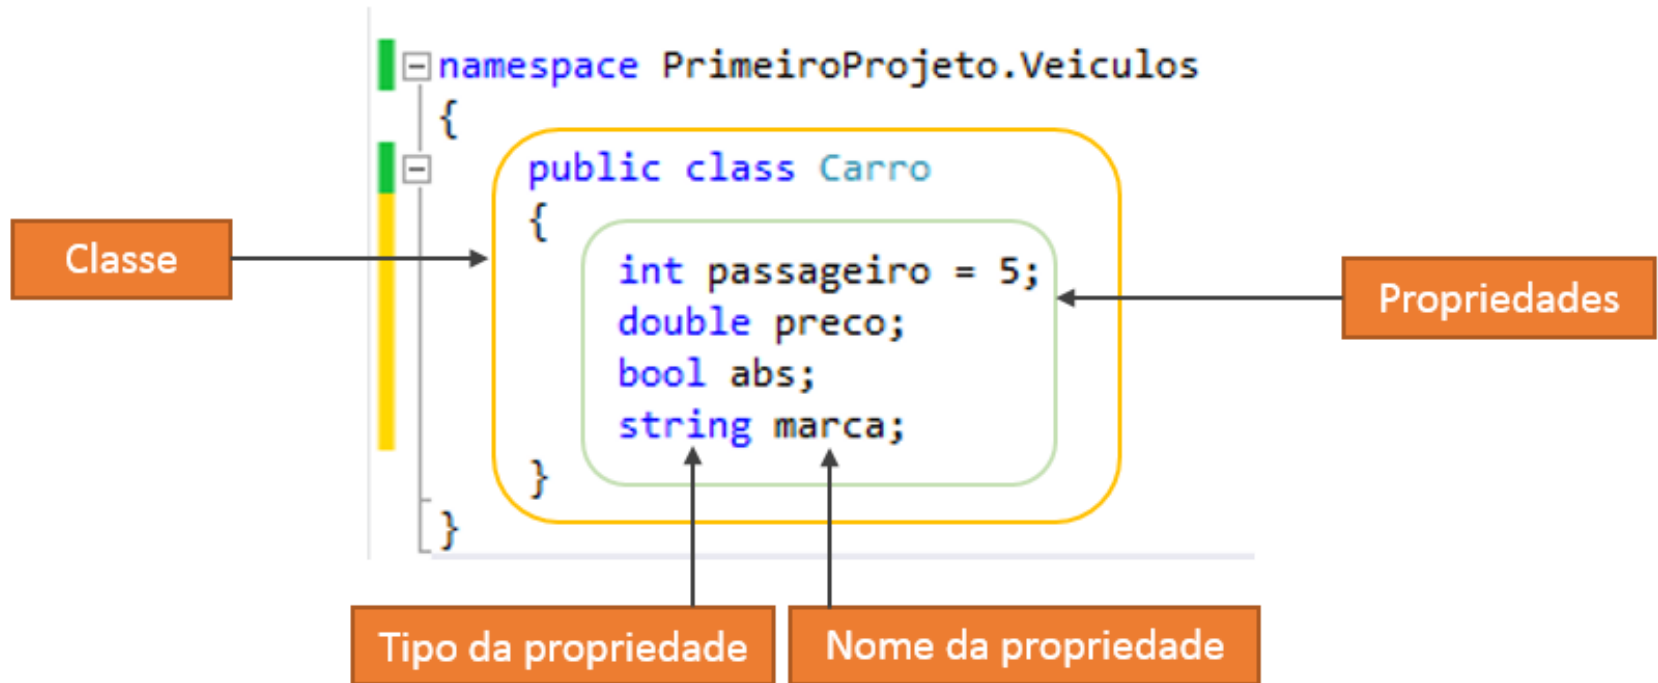 namespace PrimeiroProjeto.Veiculos
{
public class Carro
{
Classe
int passageiro = 5;
Propriedades
double preco;
bool abs;
string marca;
}
}
Tipo da propriedade
Nome da propriedade